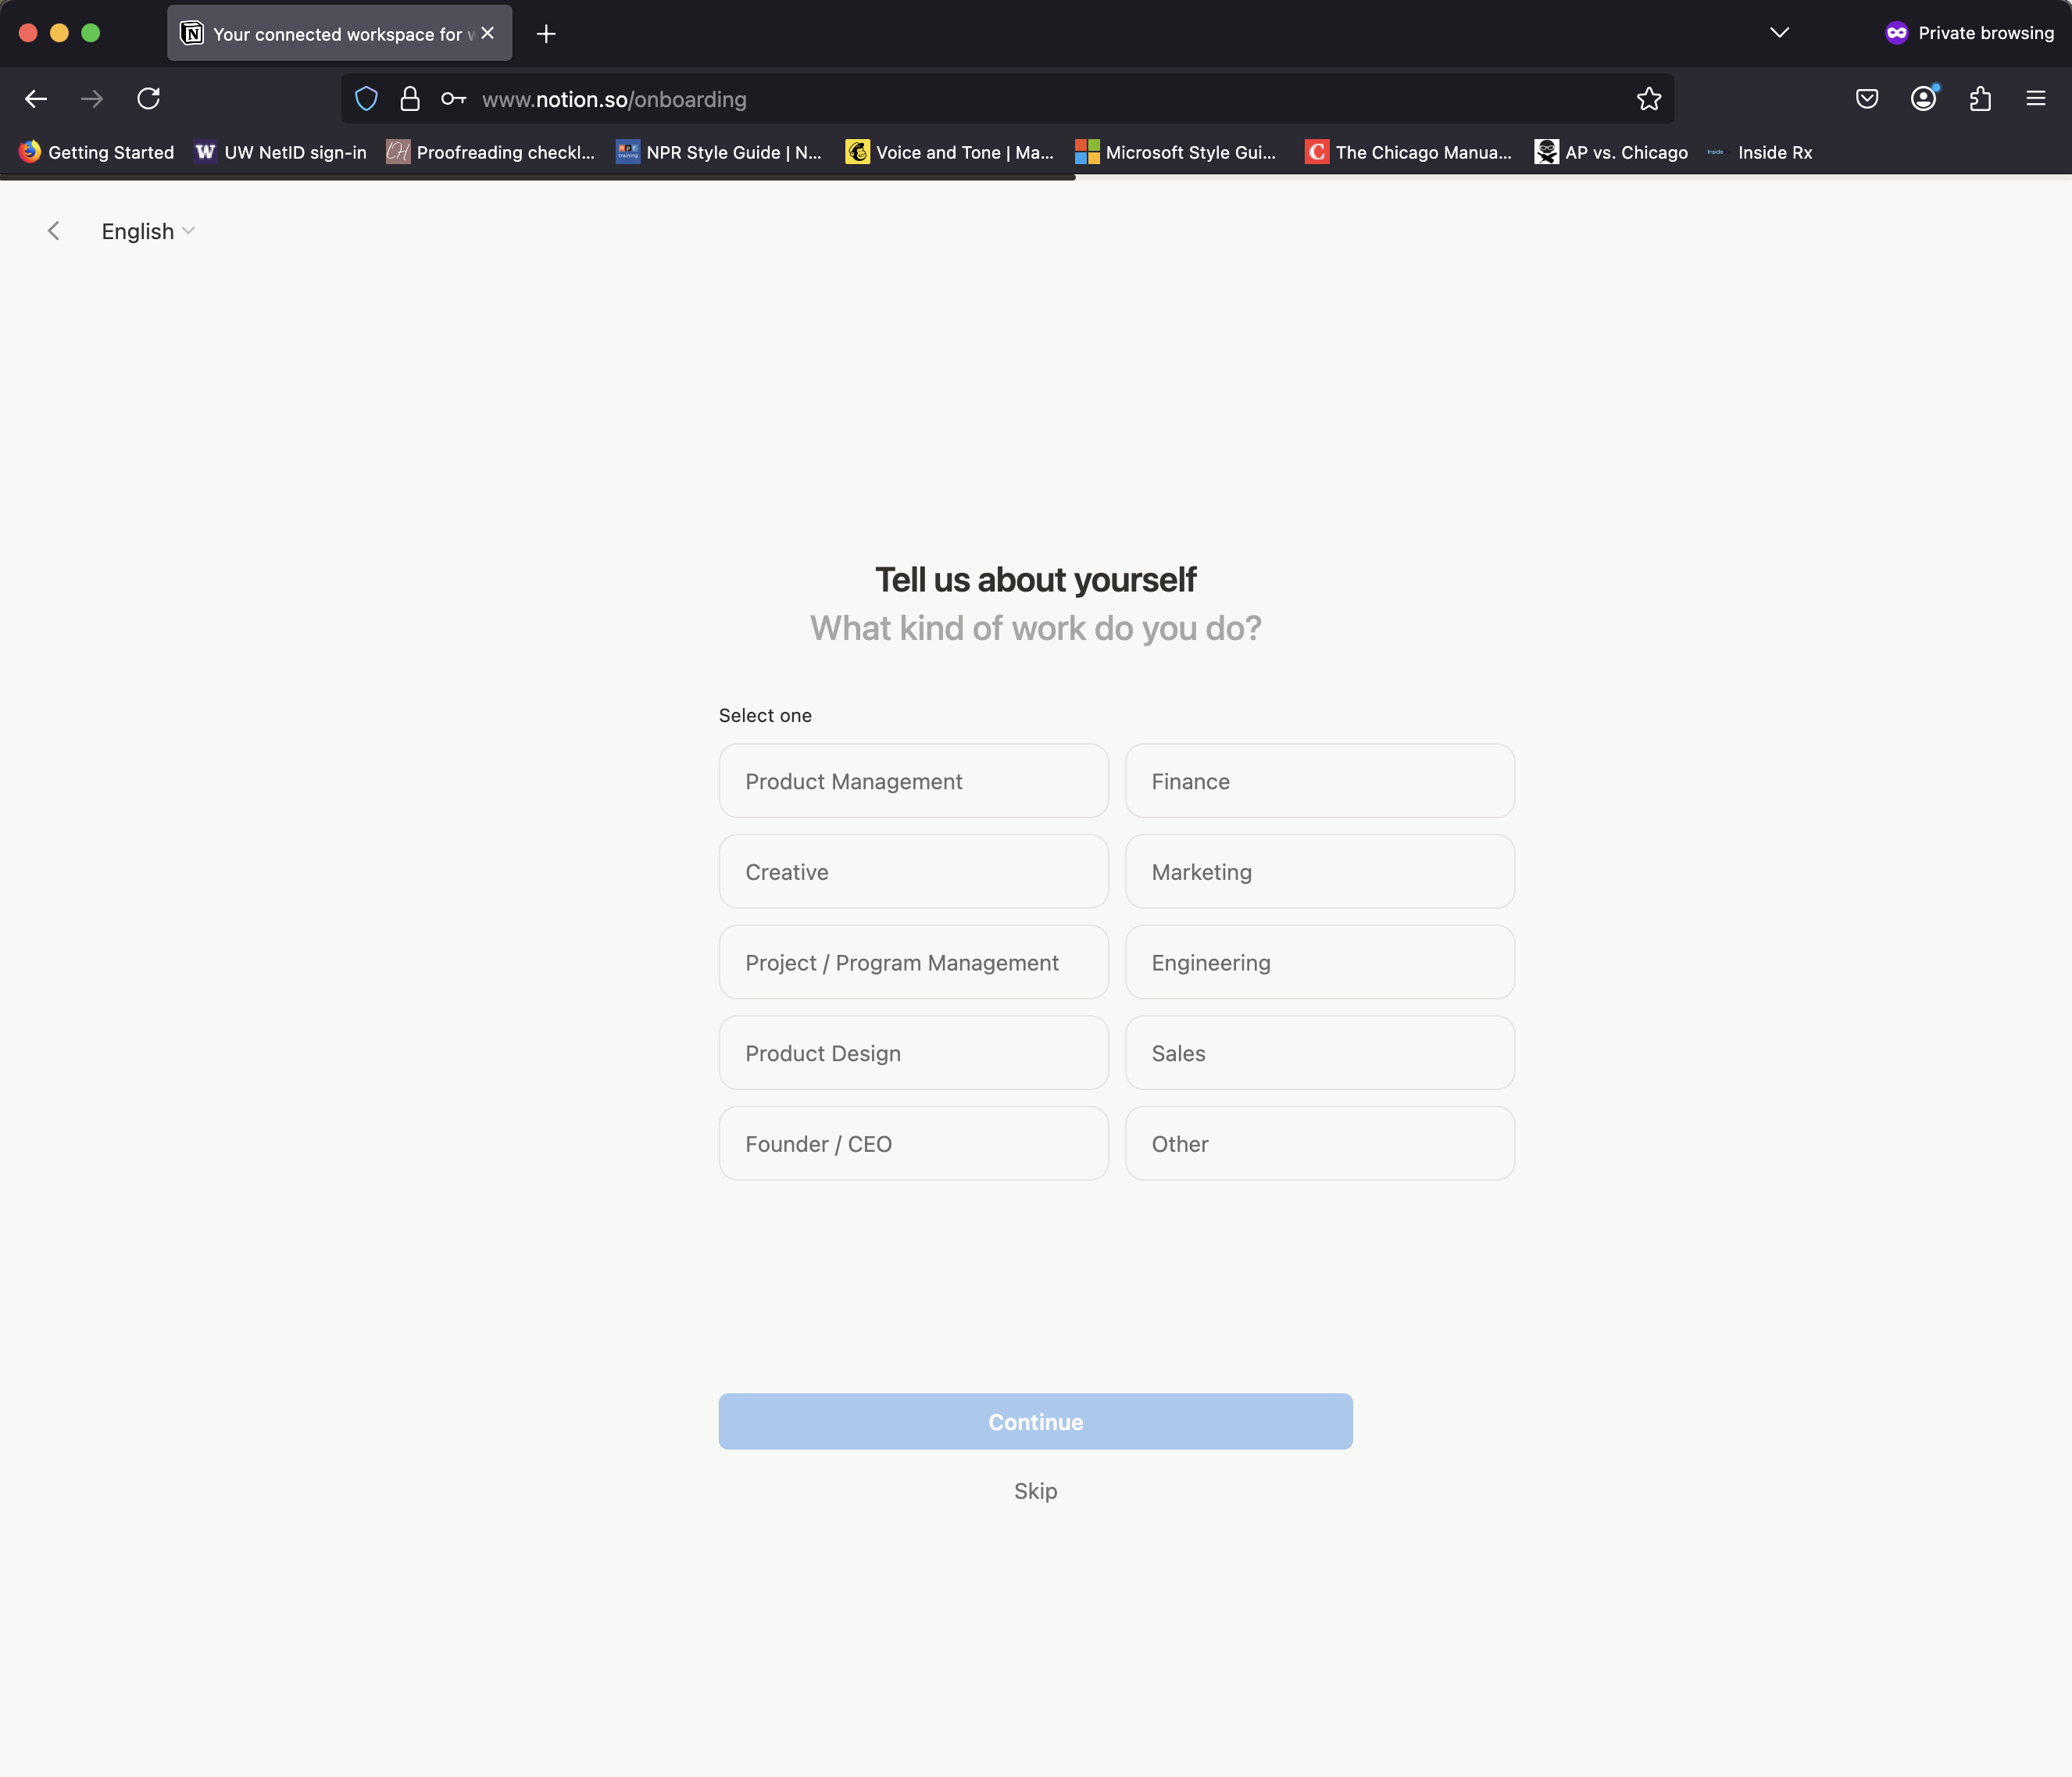 Your connected workspace for w
Private browsing
www.notion.so/onboarding
Getting Started
UW NetID sign-in
Proofreading checkl...
NPR Style Guide | N...
Voice and Tone | Ma...
Microsoft Style Gui...
The Chicago Manua...
AP vs. Chicago
Inside Rx
English
Tell us about yourself
What kind of work do you do?
Select one
Product Management
Finance
Creative
Marketing
Project / Program Management
Engineering
Product Design
Sales
Founder / CEO
Other
Continue
Skip